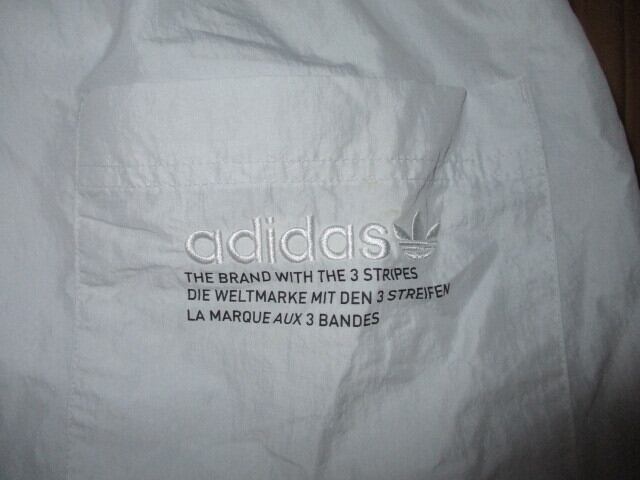 adidas
THE BRAND WITH THE 3 STRIPES
DIE WELTMARKE MIT DEN 3 STREIFEN
LA MARQUE AUX 3 BANDES